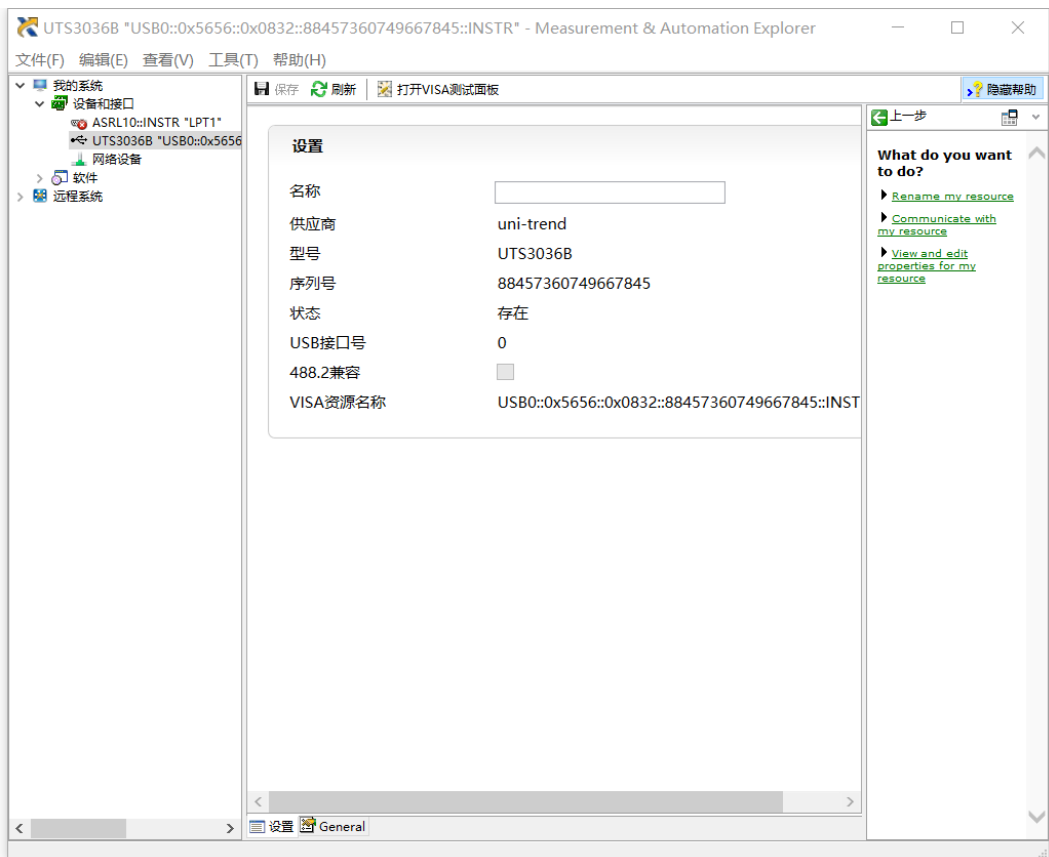 UTS3036B "USB0::0x5656::0x0832::88457360749667845::INSTR" - Measurement & Automation Explorer
文件(F) 编辑(E) 查看(V) 工具(T) 帮助(H)
我的系统
设备和接口
ASRL10::INSTR "LPT1"
UTS3036B "USB0::0x5656
网络设备
软件
远程系统
保存 刷新 打开VISA测试面板 隐藏帮助
设置
名称
供应商 uni-trend
型号 UTS3036B
序列号 88457360749667845
状态 存在
USB接口号 0
488.2兼容
VISA资源名称 USB0::0x5656::0x0832::88457360749667845::INST
设置 General
上一步
What do you want
to do?
Rename my resource
Communicate with
my resource
View and edit
properties for my
resource